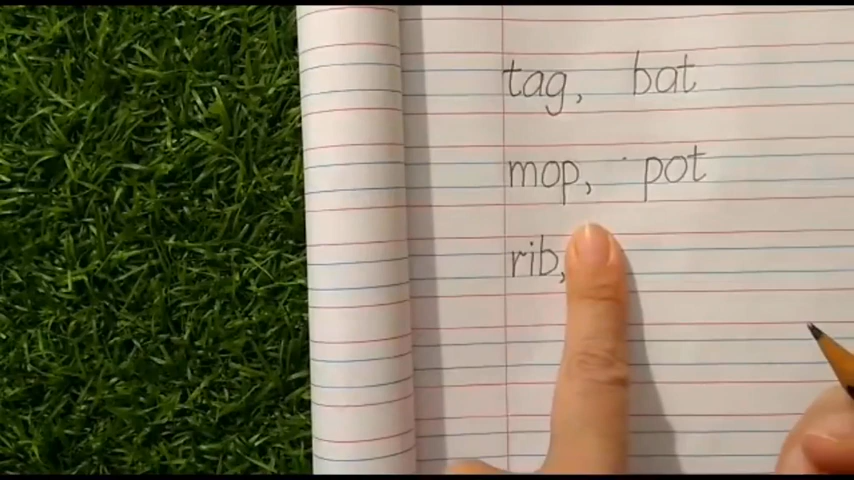 tag, bat
mop, pot
rib,